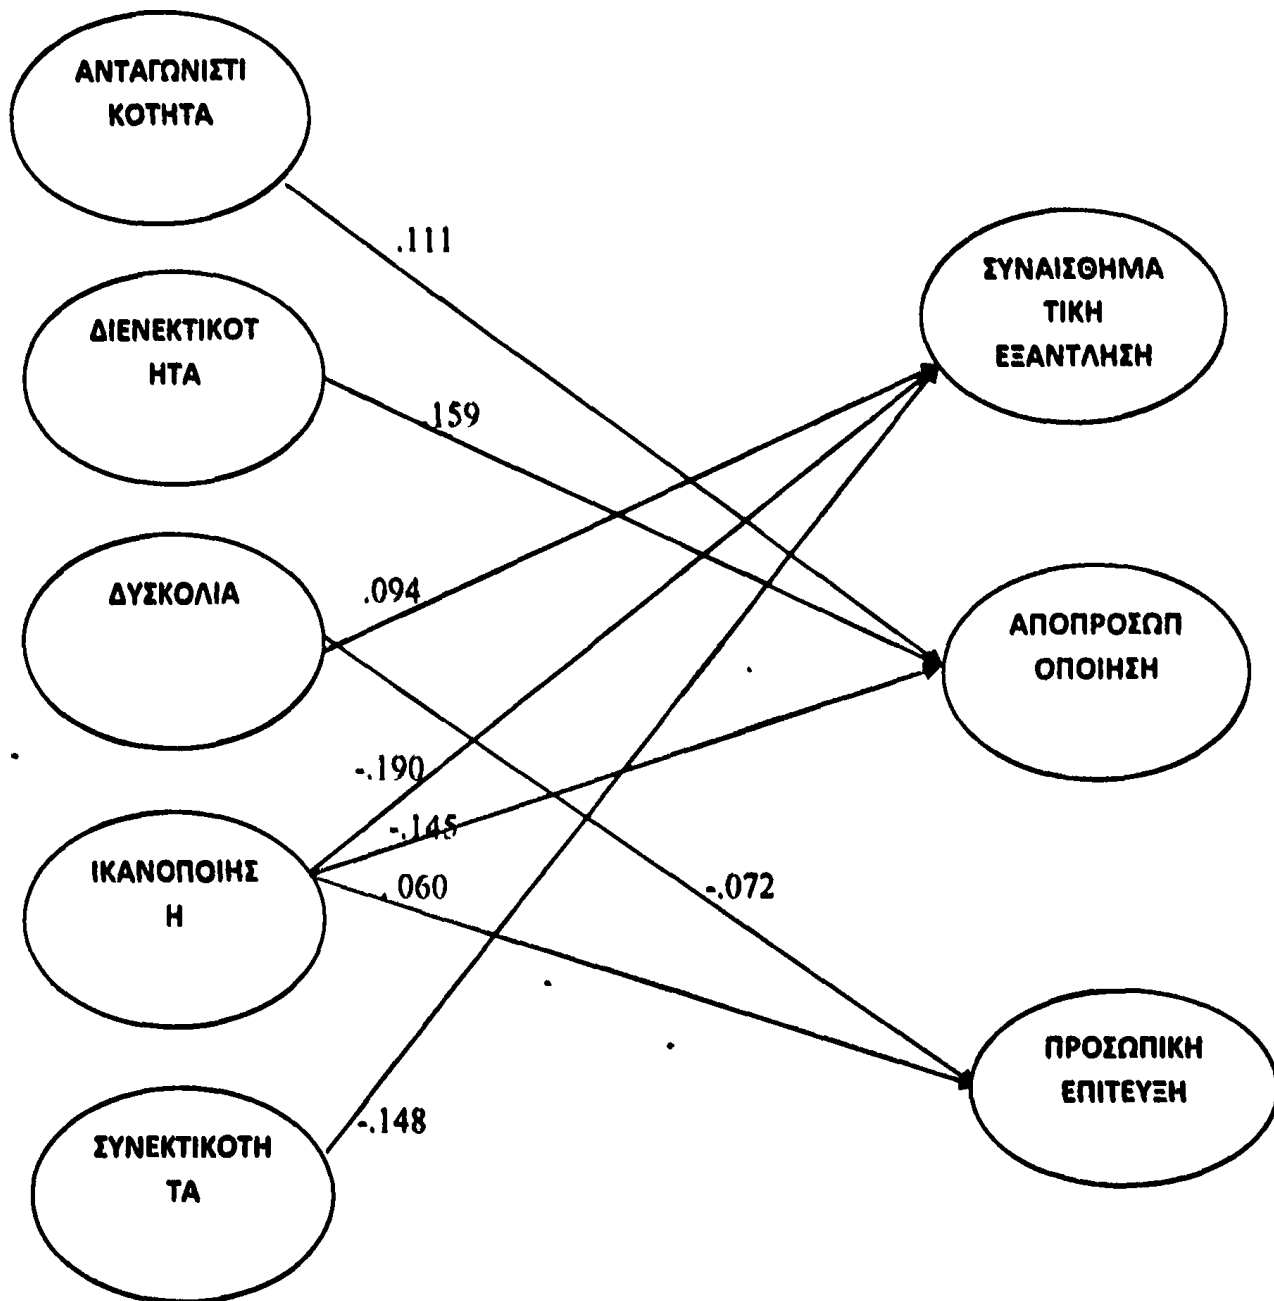 ΑΝΤΑΓΩΝΙΣΤΙ
ΚΟΤΗΤΑ
.111
ΣΥΝΑΙΣΘΗΜΑ
ΤΙΚΗ
ΕΞΑΝΤΛΗΣΗ
ΔΙΕΝΕΚΤΙΚΟΤ
ΗΤΑ
.159
ΔΥΣΚΟΛΙΑ
.094
ΑΠΟΠΡΟΣΩΠ
ΟΠΟΙΗΣΗ
-.190
-.145
ΙΚΑΝΟΠΟΙΗΣ
Η
.060
-.072
ΠΡΟΣΩΠΙΚΗ
ΕΠΙΤΕΥΞΗ
ΣΥΝΕΚΤΙΚΟΤΗ
ΤΑ
-.148